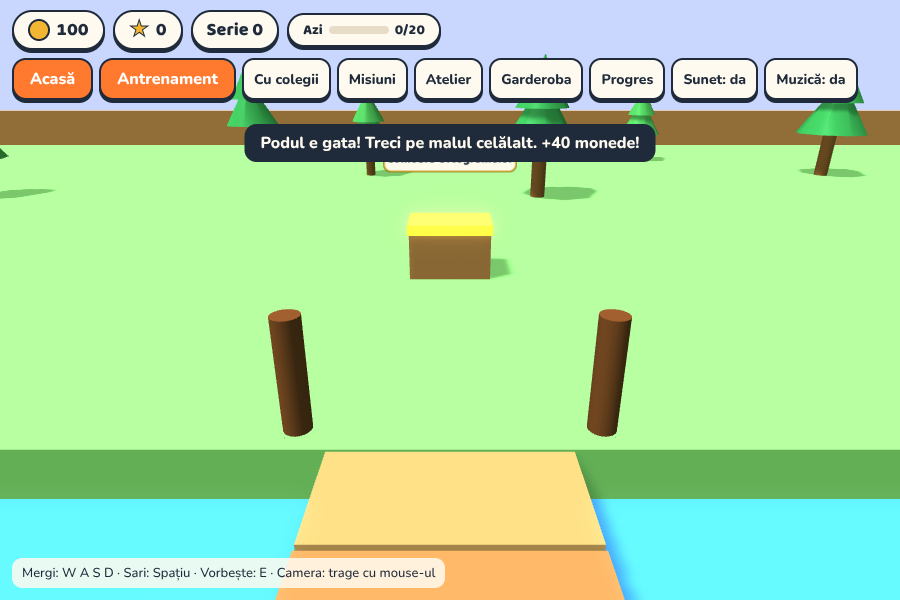 100
0
Serie 0
Azi 0/20
Acasă
Antrenament
Cu colegii
Misiuni
Atelier
Garderoba
Progres
Sunet: da
Muzică: da
Podul e gata! Treci pe malul celălalt. +40 monede!
Mergi: W A S D · Sari: Spațiu · Vorbește: E · Camera: trage cu mouse-ul